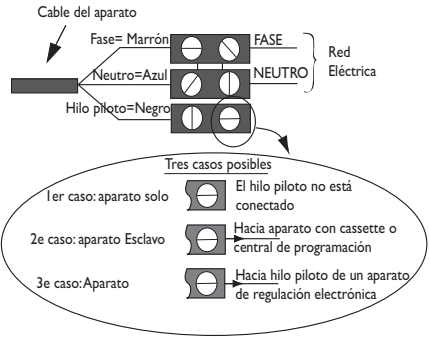 Cable del aparato
Fase= Marrón
FASE
Red
Eléctrica
Neutro=Azul
NEUTRO
Hilo piloto=Negro
Tres casos posibles
1er caso: aparato solo
El hilo piloto no está
conectado
2e caso: aparato Esclavo
Hacia aparato con cassette o
central de programación
3e caso: Aparato
Hacia hilo piloto de un aparato
de regulación electrónica